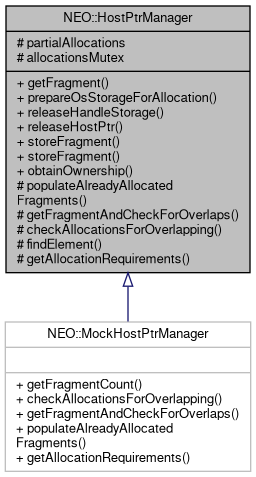 NEO::HostPtrManager
# partialAllocations
# allocationsMutex
+ getFragment()
+ prepareOsStorageForAllocation()
+ releaseHandleStorage()
+ releaseHostPtr()
+ storeFragment()
+ storeFragment()
+ obtainOwnership()
# populateAlreadyAllocated
Fragments()
# getFragmentAndCheckForOverlaps()
# checkAllocationsForOverlapping()
# findElement()
# getAllocationRequirements()
NEO::MockHostPtrManager
+ getFragmentCount()
+ checkAllocationsForOverlapping()
+ getFragmentAndCheckForOverlaps()
+ populateAlreadyAllocated
Fragments()
+ getAllocationRequirements()